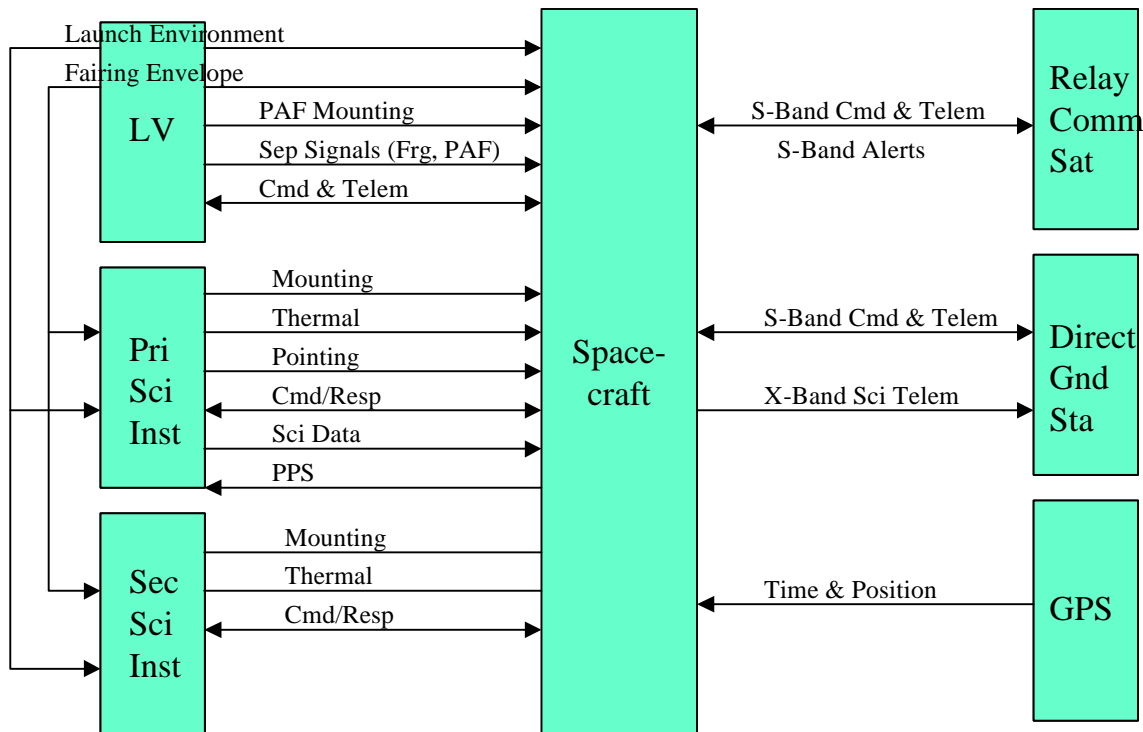 Launch Environment
Fairing Envelope
LV
PAF Mounting
Sep Signals (Frg, PAF)
Cmd & Telem
Mounting
Thermal
Pointing
Cmd/Resp
Sci Data
PPS
Pri
Sci
Inst
Mounting
Thermal
Cmd/Resp
Sec
Sci
Inst
Space-
craft
S-Band Cmd & Telem
S-Band Alerts
Relay
Comm
Sat
S-Band Cmd & Telem
X-Band Sci Telem
Direct
Gnd
Sta
Time & Position
GPS